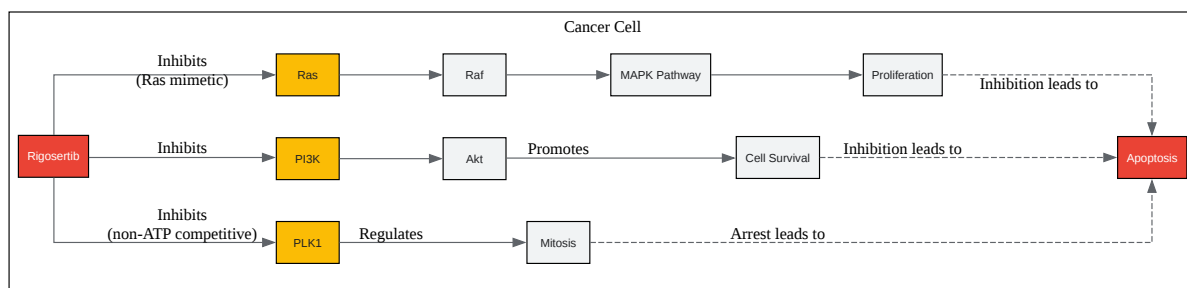 Cancer Cell
Inhibits
(Ras mimetic)
Ras
Raf
MAPK Pathway
Proliferation
Inhibition leads to
Rigosertib
Inhibits
PI3K
Akt
Promotes
Cell Survival
Inhibition leads to
Apoptosis
Inhibits
(non-ATP competitive)
PLK1
Regulates
Mitosis
Arrest leads to